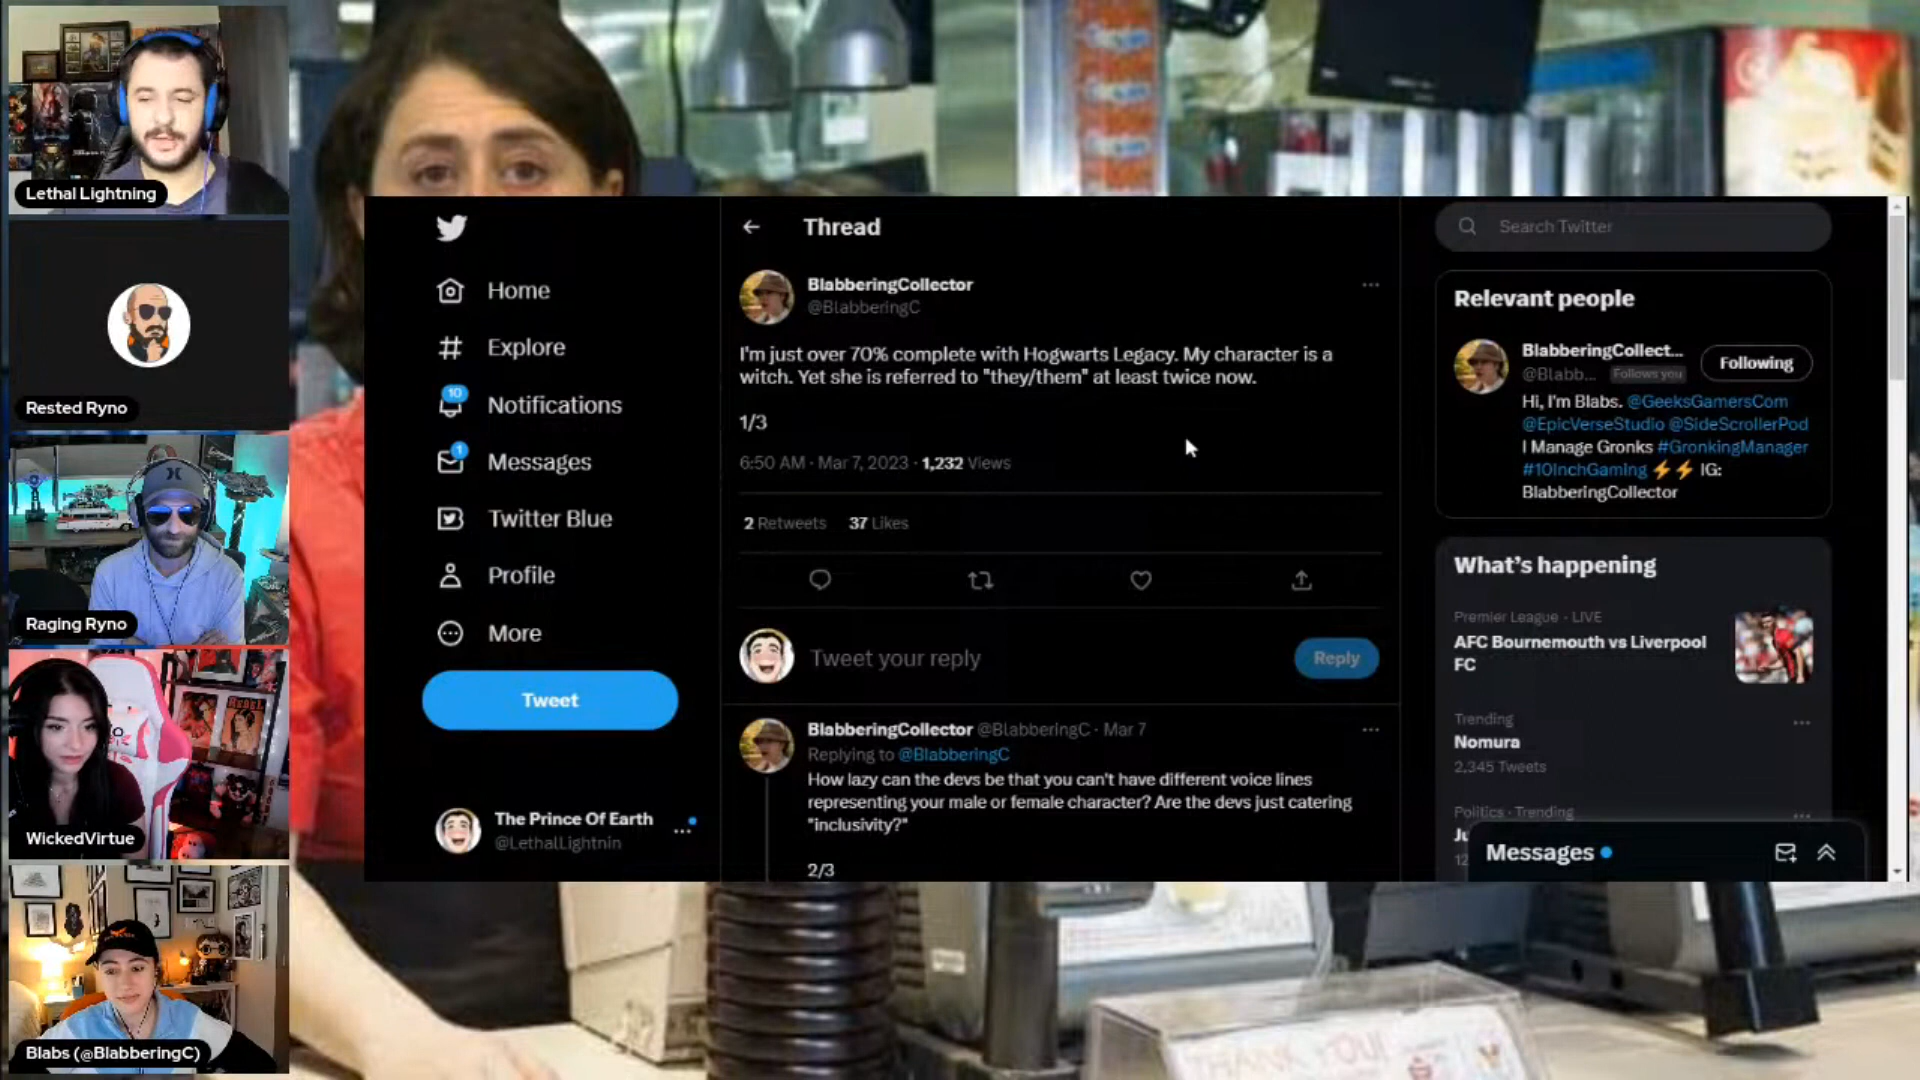 Lethal Lightning
Rested Ryno
Raging Ryno
WickedVirtue
Blabs (@BlabberingC)
Home
Explore
10
Notifications
1
Messages
Twitter Blue
Profile
More
Tweet
The Prince Of Earth
@LethalLightnin
Thread
BlabberingCollector
@BlabberingC
I'm just over 70% complete with Hogwarts Legacy. My character is a
witch. Yet she is referred to "they/them" at least twice now.
1/3
6:50 AM · Mar 7, 2023 · 1,232 Views
2 Retweets 37 Likes
Tweet your reply
Reply
BlabberingCollector @BlabberingC · Mar 7
Replying to @BlabberingC
How lazy can the devs be that you can't have different voice lines
representing your male or female character? Are the devs just catering
"inclusivity?"
2/3
Search Twitter
Relevant people
BlabberingCollect...
@Blabb... Follows you
Following
Hi, I'm Blabs. @GeeksGamersCom
@EpicVerseStudio @SideScrollerPod
I Manage Gronks #GronkingManager
#10InchGaming ⚡⚡ IG:
BlabberingCollector
What's happening
Premier League · LIVE
AFC Bournemouth vs Liverpool
FC
Trending
Nomura
2,345 Tweets
Politics · Trending
Ju
12
Messages
THANK YOU!